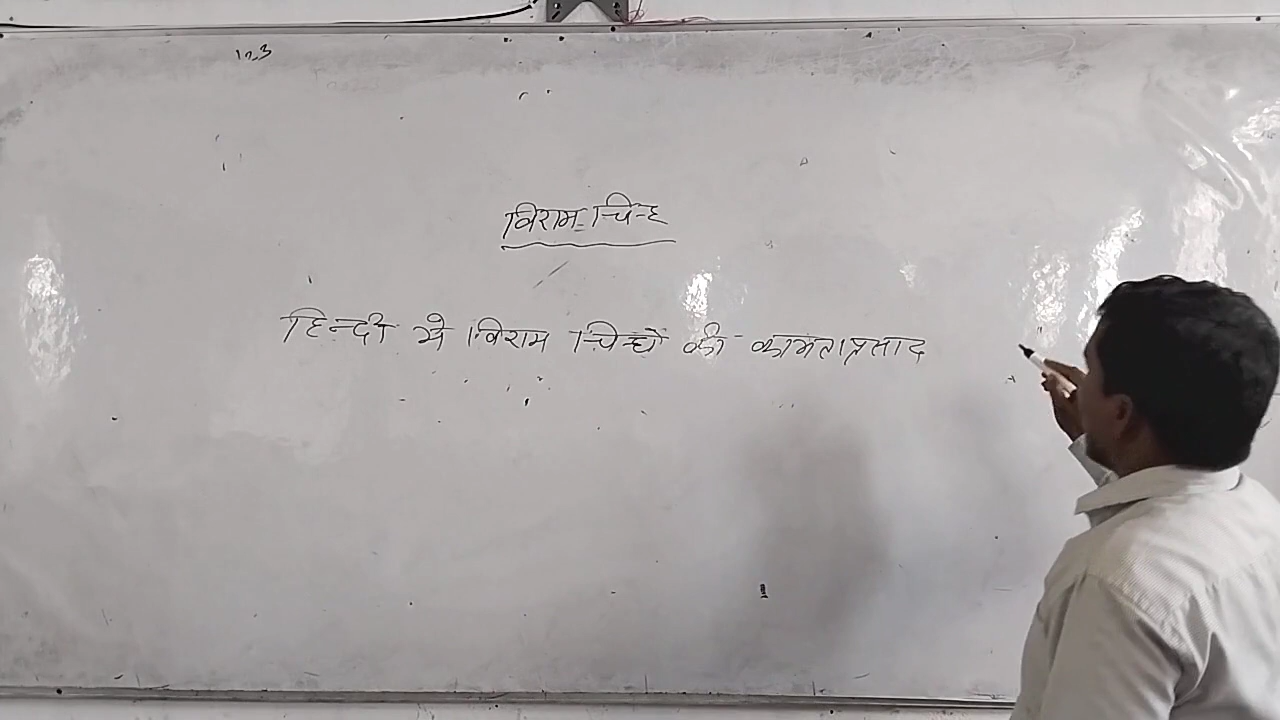 विराम-चिन्ह
हिन्दी मे विराम चिन्हों की कामताप्रसाद